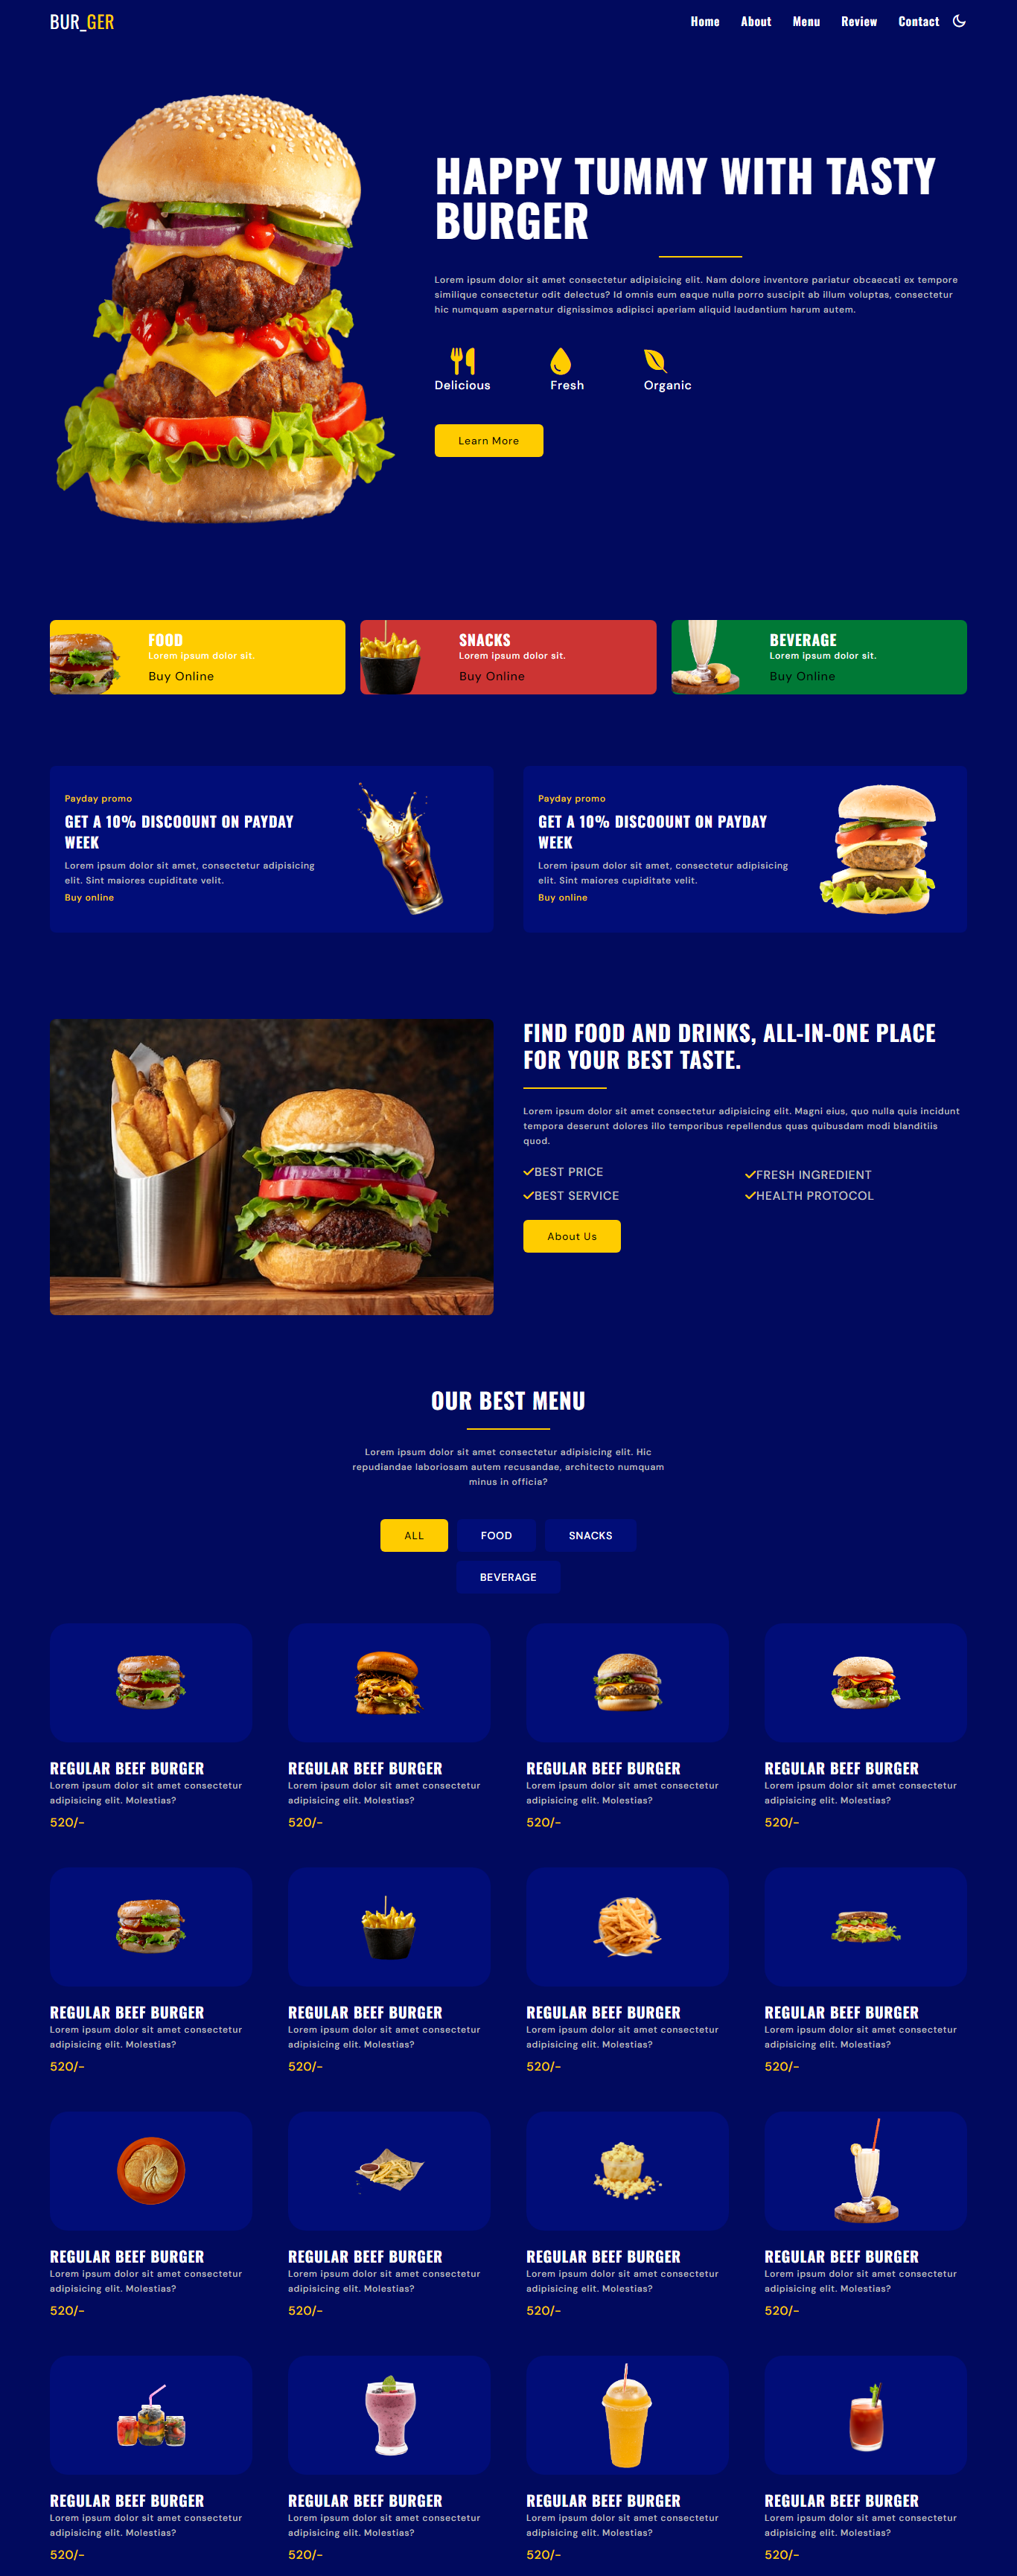 BUR_GER
Home About Menu Review Contact
HAPPY TUMMY WITH TASTY
BURGER
Lorem ipsum dolor sit amet consectetur adipisicing elit. Nam dolore inventore pariatur obcaecati ex tempore
similique consectetur odit delectus? Id omnis eum eaque nulla porro suscipit ab illum voluptas, consectetur
hic numquam aspernatur dignissimos adipisci aperiam aliquid laudantium harum autem.
Delicious Fresh Organic
Learn More
FOOD
Lorem ipsum dolor sit.
Buy Online
SNACKS
Lorem ipsum dolor sit.
Buy Online
BEVERAGE
Lorem ipsum dolor sit.
Buy Online
Payday promo
GET A 10% DISCOOUNT ON PAYDAY
WEEK
Lorem ipsum dolor sit amet, consectetur adipisicing
elit. Sint maiores cupiditate velit.
Buy online
Payday promo
GET A 10% DISCOOUNT ON PAYDAY
WEEK
Lorem ipsum dolor sit amet, consectetur adipisicing
elit. Sint maiores cupiditate velit.
Buy online
FIND FOOD AND DRINKS, ALL-IN-ONE PLACE
FOR YOUR BEST TASTE.
Lorem ipsum dolor sit amet consectetur adipisicing elit. Magni eius, quo nulla quis incidunt
tempora deserunt dolores illo temporibus repellendus quas quibusdam modi blanditiis
quod.
BEST PRICE
BEST SERVICE
FRESH INGREDIENT
HEALTH PROTOCOL
About Us
OUR BEST MENU
Lorem ipsum dolor sit amet consectetur adipisicing elit. Hic
repudiandae laboriosam autem recusandae, architecto numquam
minus in officia?
ALL FOOD SNACKS
BEVERAGE
REGULAR BEEF BURGER
Lorem ipsum dolor sit amet consectetur
adipisicing elit. Molestias?
520/-
REGULAR BEEF BURGER
Lorem ipsum dolor sit amet consectetur
adipisicing elit. Molestias?
520/-
REGULAR BEEF BURGER
Lorem ipsum dolor sit amet consectetur
adipisicing elit. Molestias?
520/-
REGULAR BEEF BURGER
Lorem ipsum dolor sit amet consectetur
adipisicing elit. Molestias?
520/-
REGULAR BEEF BURGER
Lorem ipsum dolor sit amet consectetur
adipisicing elit. Molestias?
520/-
REGULAR BEEF BURGER
Lorem ipsum dolor sit amet consectetur
adipisicing elit. Molestias?
520/-
REGULAR BEEF BURGER
Lorem ipsum dolor sit amet consectetur
adipisicing elit. Molestias?
520/-
REGULAR BEEF BURGER
Lorem ipsum dolor sit amet consectetur
adipisicing elit. Molestias?
520/-
REGULAR BEEF BURGER
Lorem ipsum dolor sit amet consectetur
adipisicing elit. Molestias?
520/-
REGULAR BEEF BURGER
Lorem ipsum dolor sit amet consectetur
adipisicing elit. Molestias?
520/-
REGULAR BEEF BURGER
Lorem ipsum dolor sit amet consectetur
adipisicing elit. Molestias?
520/-
REGULAR BEEF BURGER
Lorem ipsum dolor sit amet consectetur
adipisicing elit. Molestias?
520/-
REGULAR BEEF BURGER
Lorem ipsum dolor sit amet consectetur
adipisicing elit. Molestias?
520/-
REGULAR BEEF BURGER
Lorem ipsum dolor sit amet consectetur
adipisicing elit. Molestias?
520/-
REGULAR BEEF BURGER
Lorem ipsum dolor sit amet consectetur
adipisicing elit. Molestias?
520/-
REGULAR BEEF BURGER
Lorem ipsum dolor sit amet consectetur
adipisicing elit. Molestias?
520/-